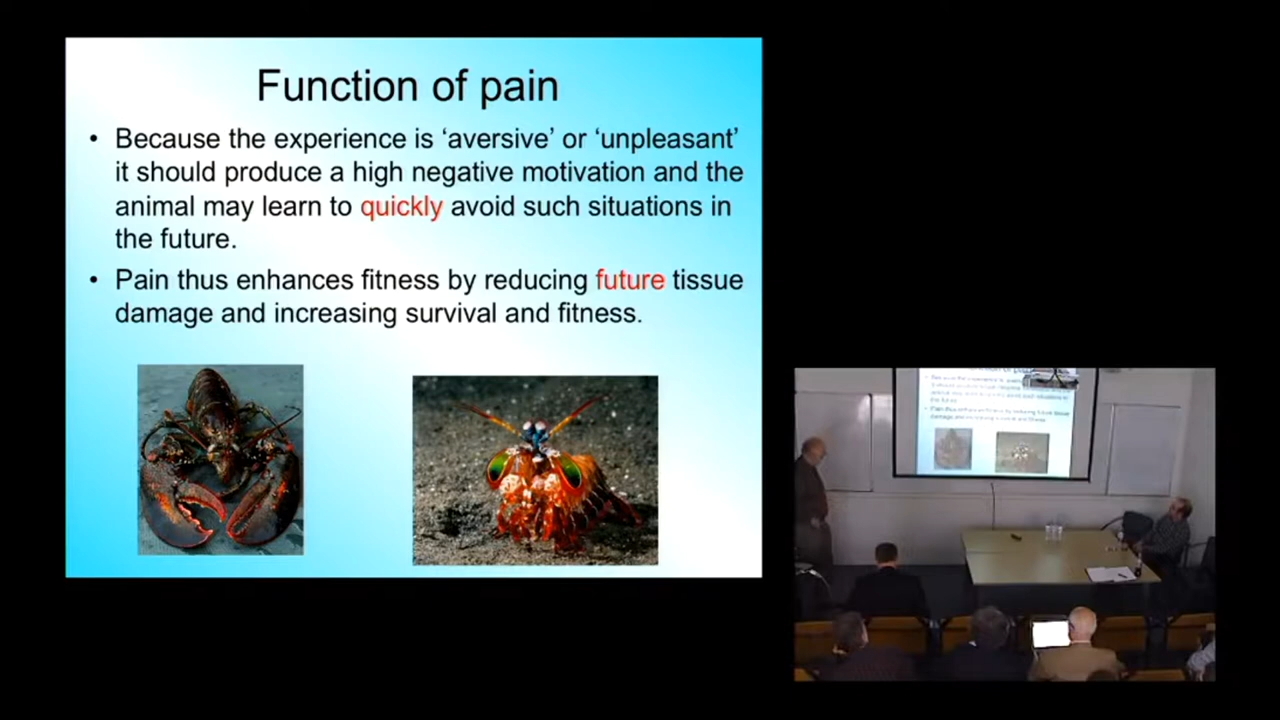 Function of pain
• Because the experience is ‘aversive’ or ‘unpleasant’
it should produce a high negative motivation and the
animal may learn to quickly avoid such situations in
the future.
• Pain thus enhances fitness by reducing future tissue
damage and increasing survival and fitness.